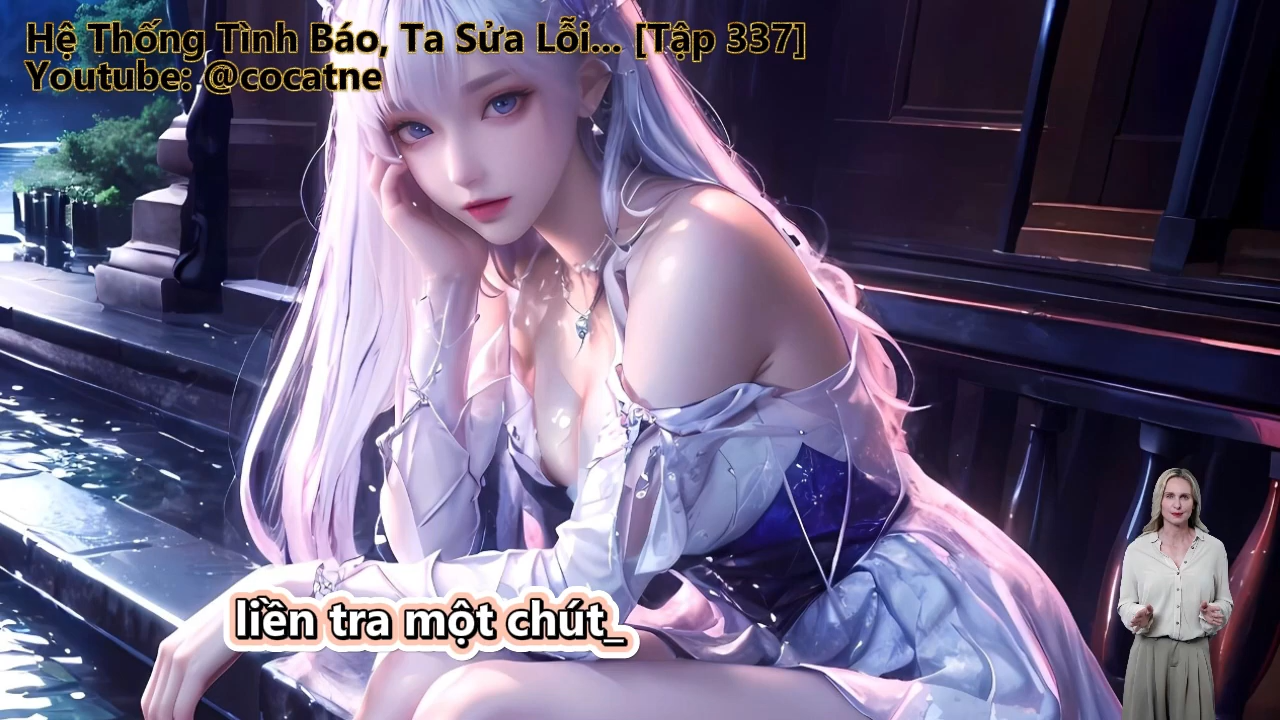 Hệ Thống Tình Báo, Ta Sửa Lỗi... [Tập 337]
Youtube: @cocatne
liền tra một chút_